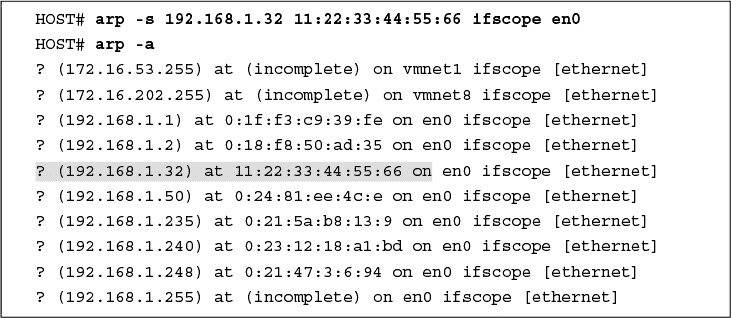 HOST# arp -s 192.168.1.32 11:22:33:44:55:66 ifscope en0
HOST# arp -a
? (172.16.53.255) at (incomplete) on vmnet1 ifscope [ethernet]
? (172.16.202.255) at (incomplete) on vmnet8 ifscope [ethernet]
? (192.168.1.1) at 0:1f:f3:c9:39:fe on en0 ifscope [ethernet]
? (192.168.1.2) at 0:18:f8:50:ad:35 on en0 ifscope [ethernet]
? (192.168.1.32) at 11:22:33:44:55:66 on en0 ifscope [ethernet]
? (192.168.1.50) at 0:24:81:ee:4c:e on en0 ifscope [ethernet]
? (192.168.1.235) at 0:21:5a:b8:13:9 on en0 ifscope [ethernet]
? (192.168.1.240) at 0:23:12:18:a1:bd on en0 ifscope [ethernet]
? (192.168.1.248) at 0:21:47:3:6:94 on en0 ifscope [ethernet]
? (192.168.1.255) at (incomplete) on en0 ifscope [ethernet]